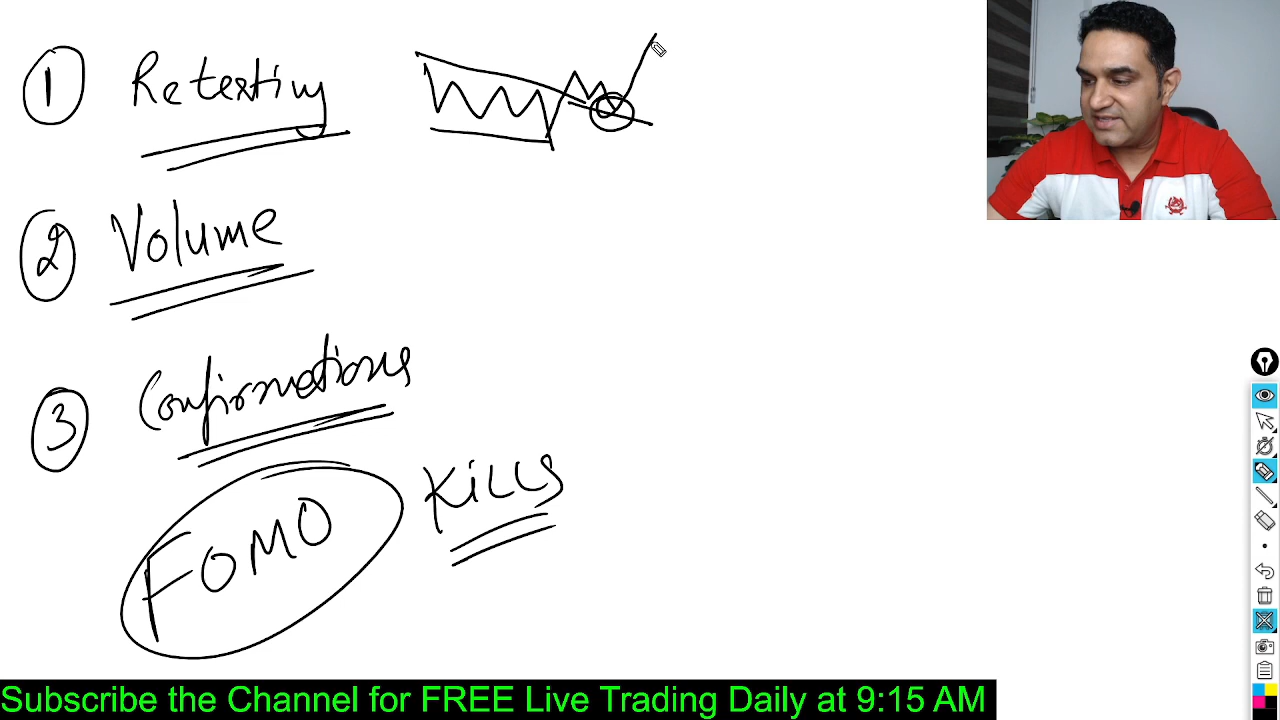 1 Retesting
2 Volume
3 Confirmations
FOMO Kills
Subscribe the Channel for FREE Live Trading Daily at 9:15 AM